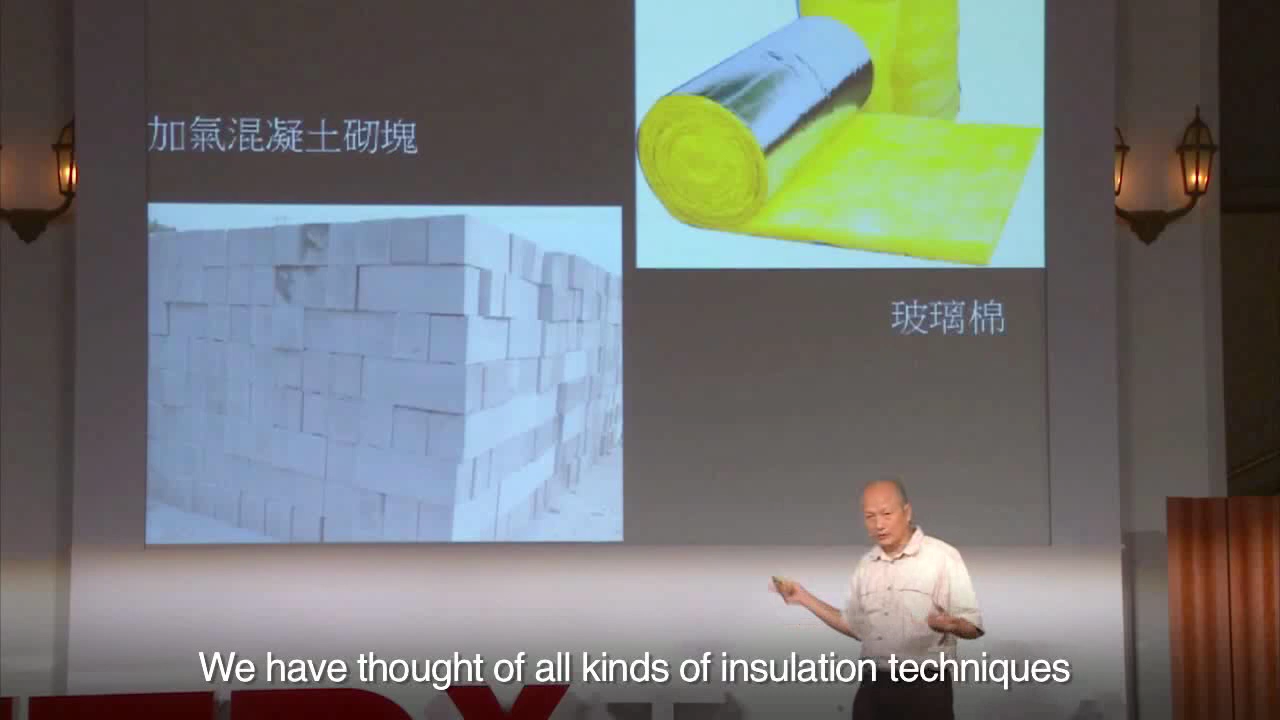 加氣混凝土砌塊
玻璃棉
We have thought of all kinds of insulation techniques